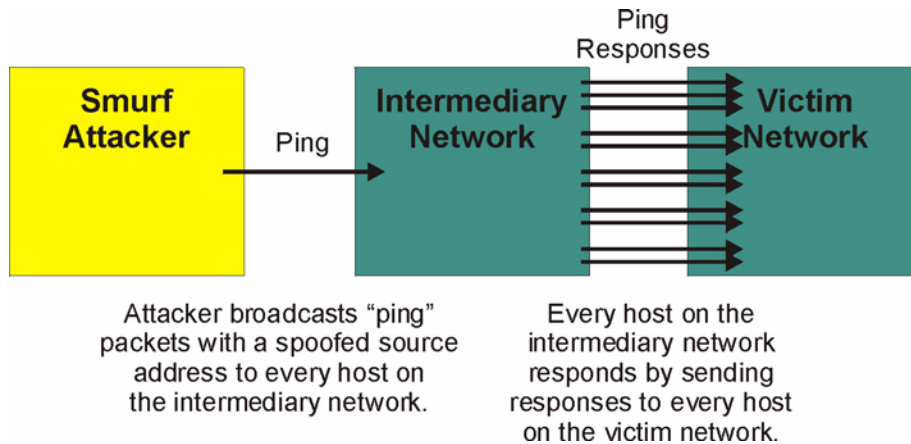 Ping
Responses
Smurf
Attacker
Ping
Intermediary
Network
Victim
Network
Attacker broadcasts “ping”
packets with a spoofed source
address to every host on
the intermediary network.
Every host on the
intermediary network
responds by sending
responses to every host
on the victim network.